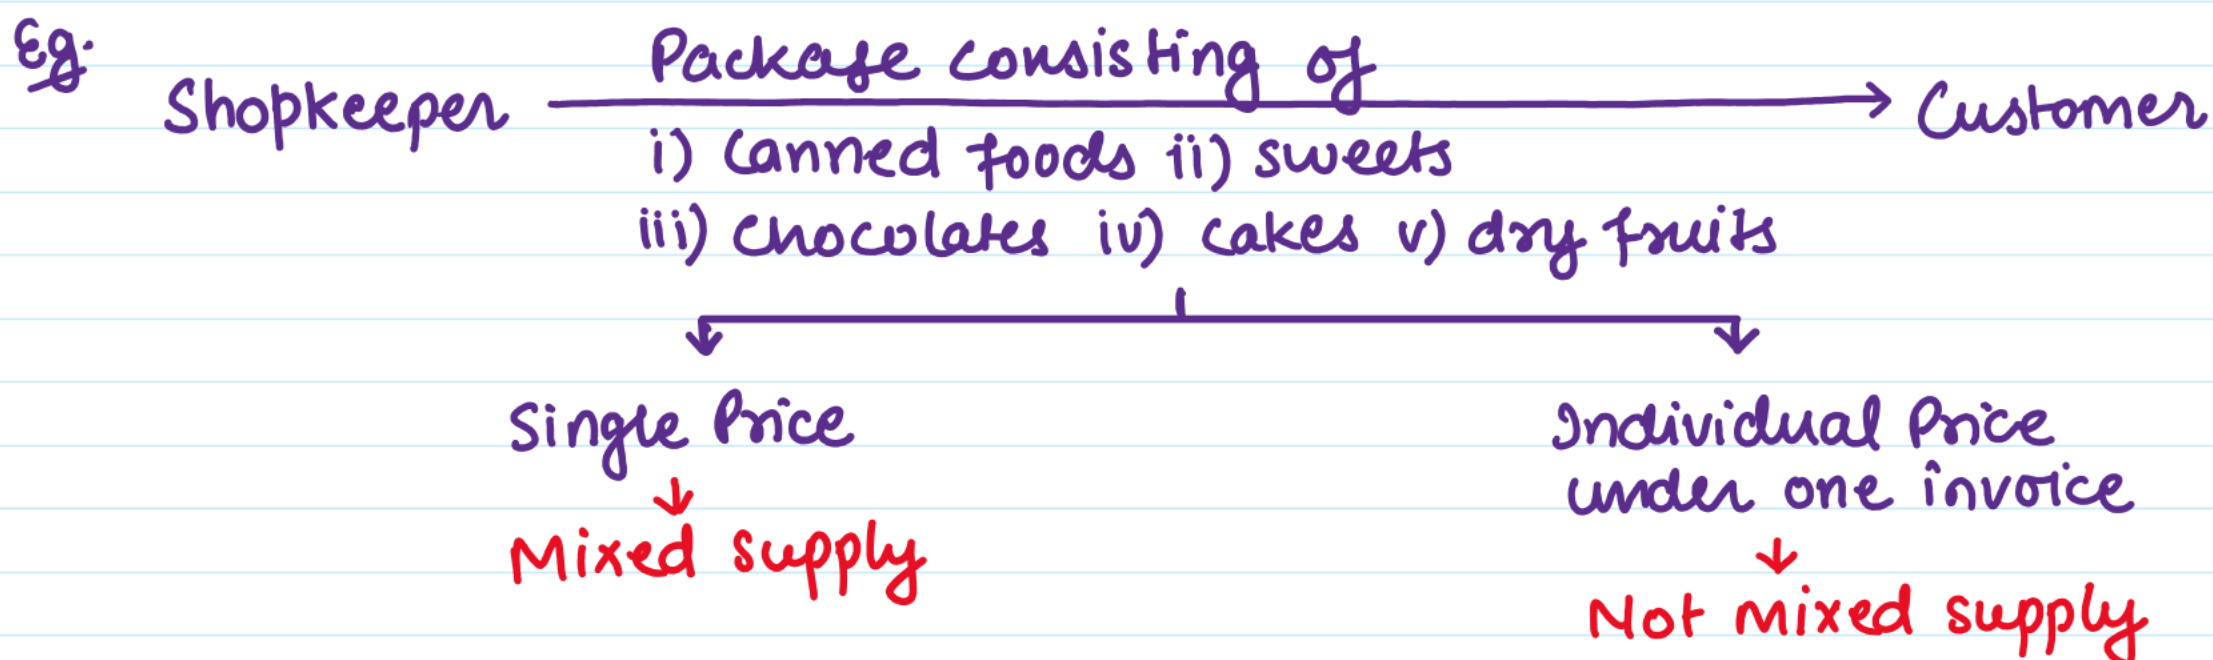 Eg.
Package consisting of
Shopkeeper → Customer
i) Canned foods ii) sweets
iii) chocolates iv) cakes v) dry fruits
Single Price
Individual Price
under one invoice
Mixed supply
Not mixed supply